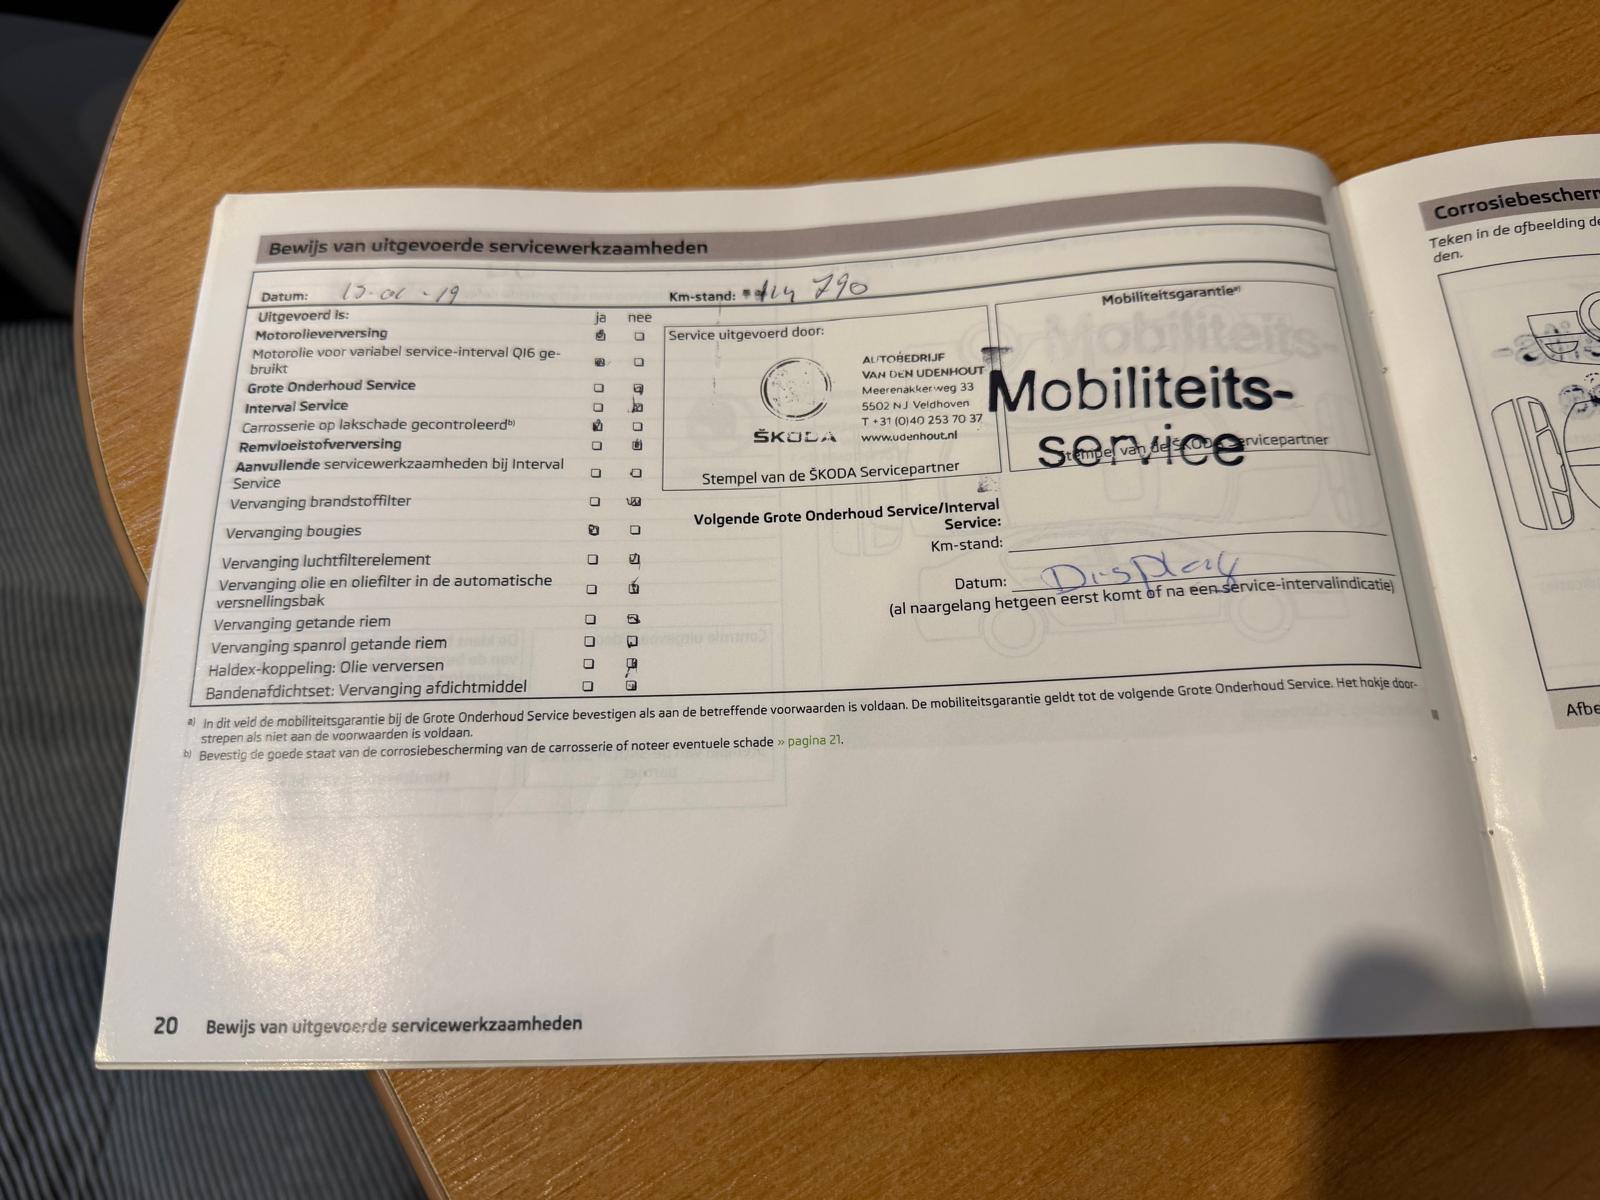 Bewijs van uitgevoerde servicewerkzaamheden
Datum:
Km-stand: 790
Uitgevoerd is: ja nee
Motorolieverversing
Motorolie voor variabel service-interval QI6 ge-
bruikt
Grote Onderhoud Service
Interval Service
Carrosserie op lakschade gecontroleerd b)
Remvloeistofverversing
Aanvullende servicewerkzaamheden bij Interval
Service
Vervanging brandstoffilter
Vervanging bougies
Vervanging luchtfilterelement
Vervanging olie en oliefilter in de automatische
versnellingsbak
Vervanging getande riem
Vervanging spanrol getande riem
Haldex-koppeling: Olie verversen
Bandenafdichtset: Vervanging afdichtmiddel
Service uitgevoerd door:
AUTOBEDRIJF
VAN DEN UDENHOUT
Meerenakkerweg 33
5502 NJ Veldhoven
T +31 (0)40 253 70 37
www.udenhout.nl
ŠKODA
Stempel van de ŠKODA Servicepartner
Mobiliteitsgarantie a)
Mobiliteits-
service
Stempel van de ŠKODA Servicepartner
Volgende Grote Onderhoud Service/Interval
Service:
Km-stand:
Datum: Display
(al naargelang hetgeen eerst komt of na een service-intervalindicatie)
a) In dit veld de mobiliteitsgarantie bij de Grote Onderhoud Service bevestigen als aan de betreffende voorwaarden is voldaan. De mobiliteitsgarantie geldt tot de volgende Grote Onderhoud Service. Het hokje door-
strepen als niet aan de voorwaarden is voldaan.
b) Bevestig de goede staat van de corrosiebescherming van de carrosserie of noteer eventuele schade » pagina 21.
20 Bewijs van uitgevoerde servicewerkzaamheden
Teken in de afbeelding
den.